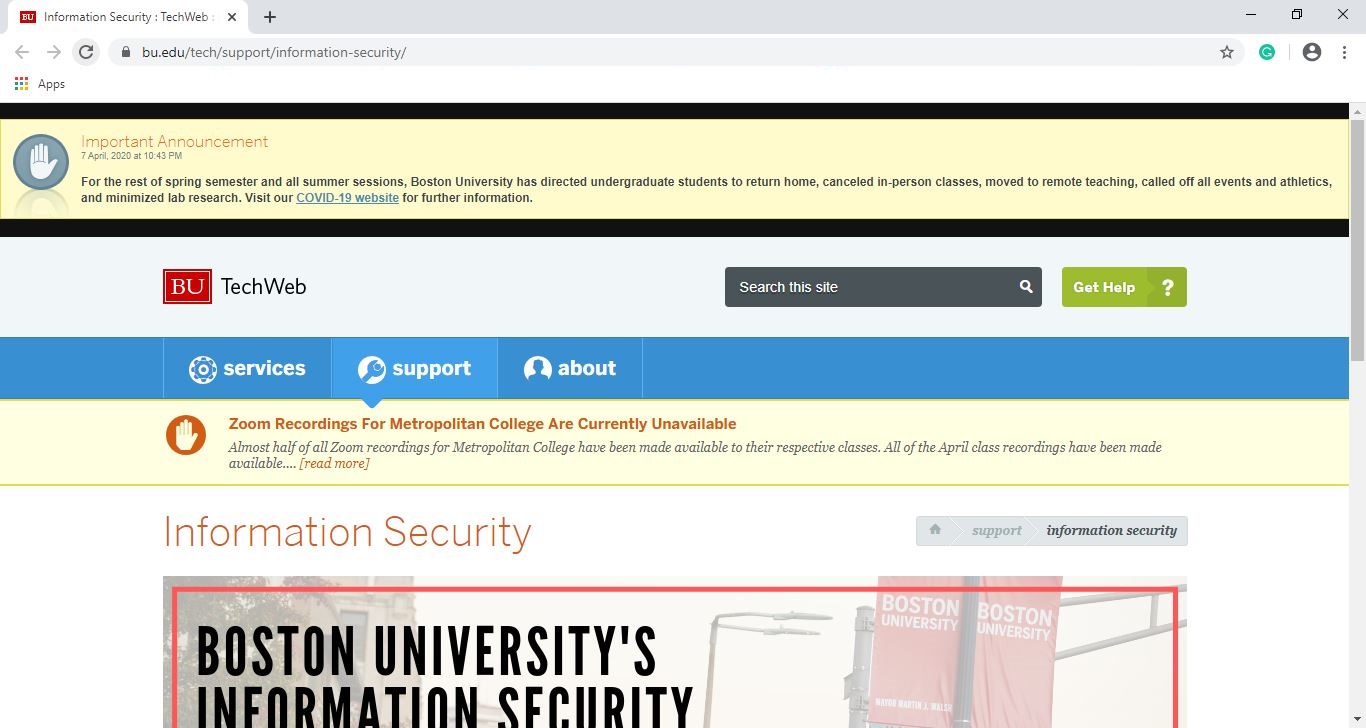 BU Information Security : TechWeb :
bu.edu/tech/support/information-security/
Apps
Important Announcement
7 April, 2020 at 10:43 PM
For the rest of spring semester and all summer sessions, Boston University has directed undergraduate students to return home, canceled in-person classes, moved to remote teaching, called off all events and athletics,
and minimized lab research. Visit our COVID-19 website for further information.
BU TechWeb
Search this site
Get Help ?
services support about
Zoom Recordings For Metropolitan College Are Currently Unavailable
Almost half of all Zoom recordings for Metropolitan College have been made available to their respective classes. All of the April class recordings have been made
available.... [read more]
Information Security
support information security
BOSTON UNIVERSITY'S
INFORMATION SECURITY
BOSTON
UNIVERSITY
BOSTON
UNIVERSITY
MAYOR MARTIN J. WALSH